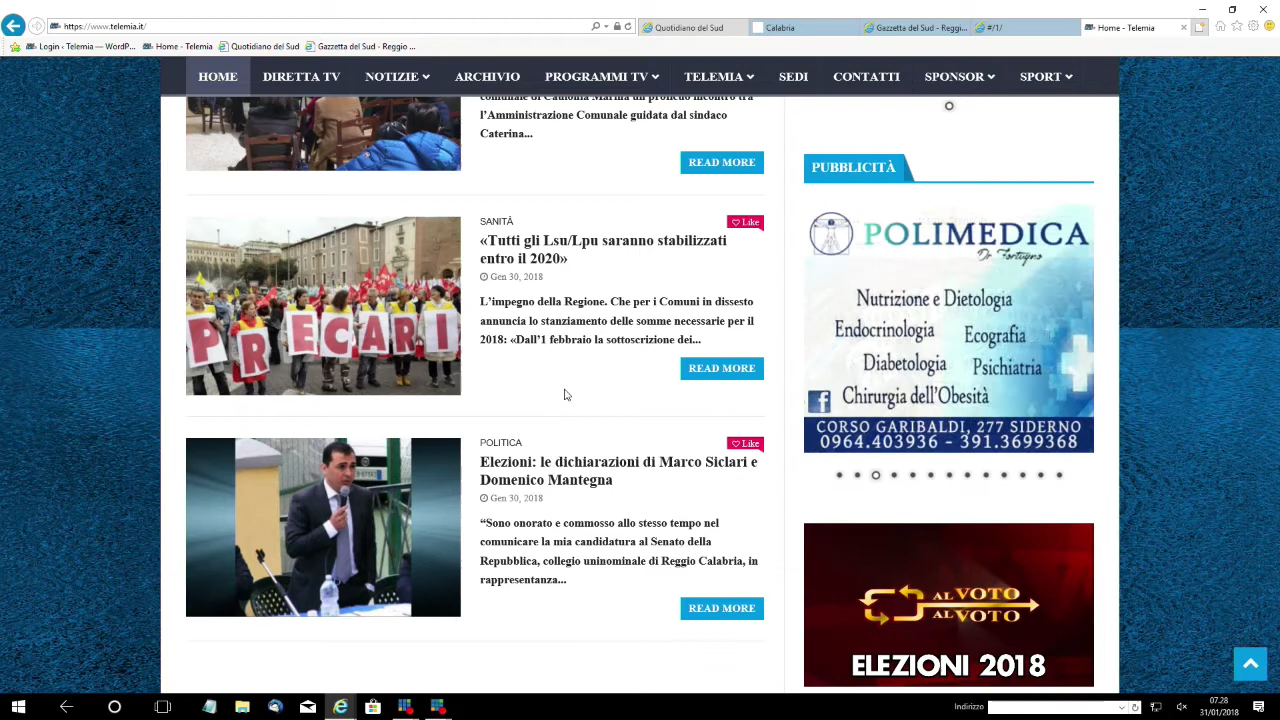 https://www.telemia.it/
Quotidiano del Sud
Calabria
Gazzetta del Sud - Reggi...
#/1/
Home - Telemia
Login ‹ Telemia — WordP...
Home - Telemia
Quotidiano del Sud
Gazzetta del Sud - Reggio ...
HOME
DIRETTA TV
NOTIZIE
ARCHIVIO
PROGRAMMI TV
TELEMIA
SEDI
CONTATTI
SPONSOR
SPORT
comunale di Caulonia Marina un proficuo incontro tra
l'Amministrazione Comunale guidata dal sindaco
Caterina...
READ MORE
SANITÁ
Like
«Tutti gli Lsu/Lpu saranno stabilizzati
entro il 2020»
Gen 30, 2018
L'impegno della Regione. Che per i Comuni in dissesto
annuncia lo stanziamento delle somme necessarie per il
2018: «Dall'1 febbraio la sottoscrizione dei...
READ MORE
PRECARI
POLITICA
Like
Elezioni: le dichiarazioni di Marco Siclari e
Domenico Mantegna
Gen 30, 2018
“Sono onorato e commosso allo stesso tempo nel
comunicare la mia candidatura al Senato della
Repubblica, collegio uninominale di Reggio Calabria, in
rappresentanza...
READ MORE
PUBBLICITÀ
POLIMEDICA
Dr. Fortugno
Nutrizione e Dietologia
Endocrinologia
Ecografia
Diabetologia
Psichiatria
Chirurgia dell'Obesità
CORSO GARIBALDI, 277 SIDERNO
0964.403936 - 391.3699368
AL VOTO
AL VOTO
ELEZIONI 2018
Indirizzo
07.28
31/01/2018